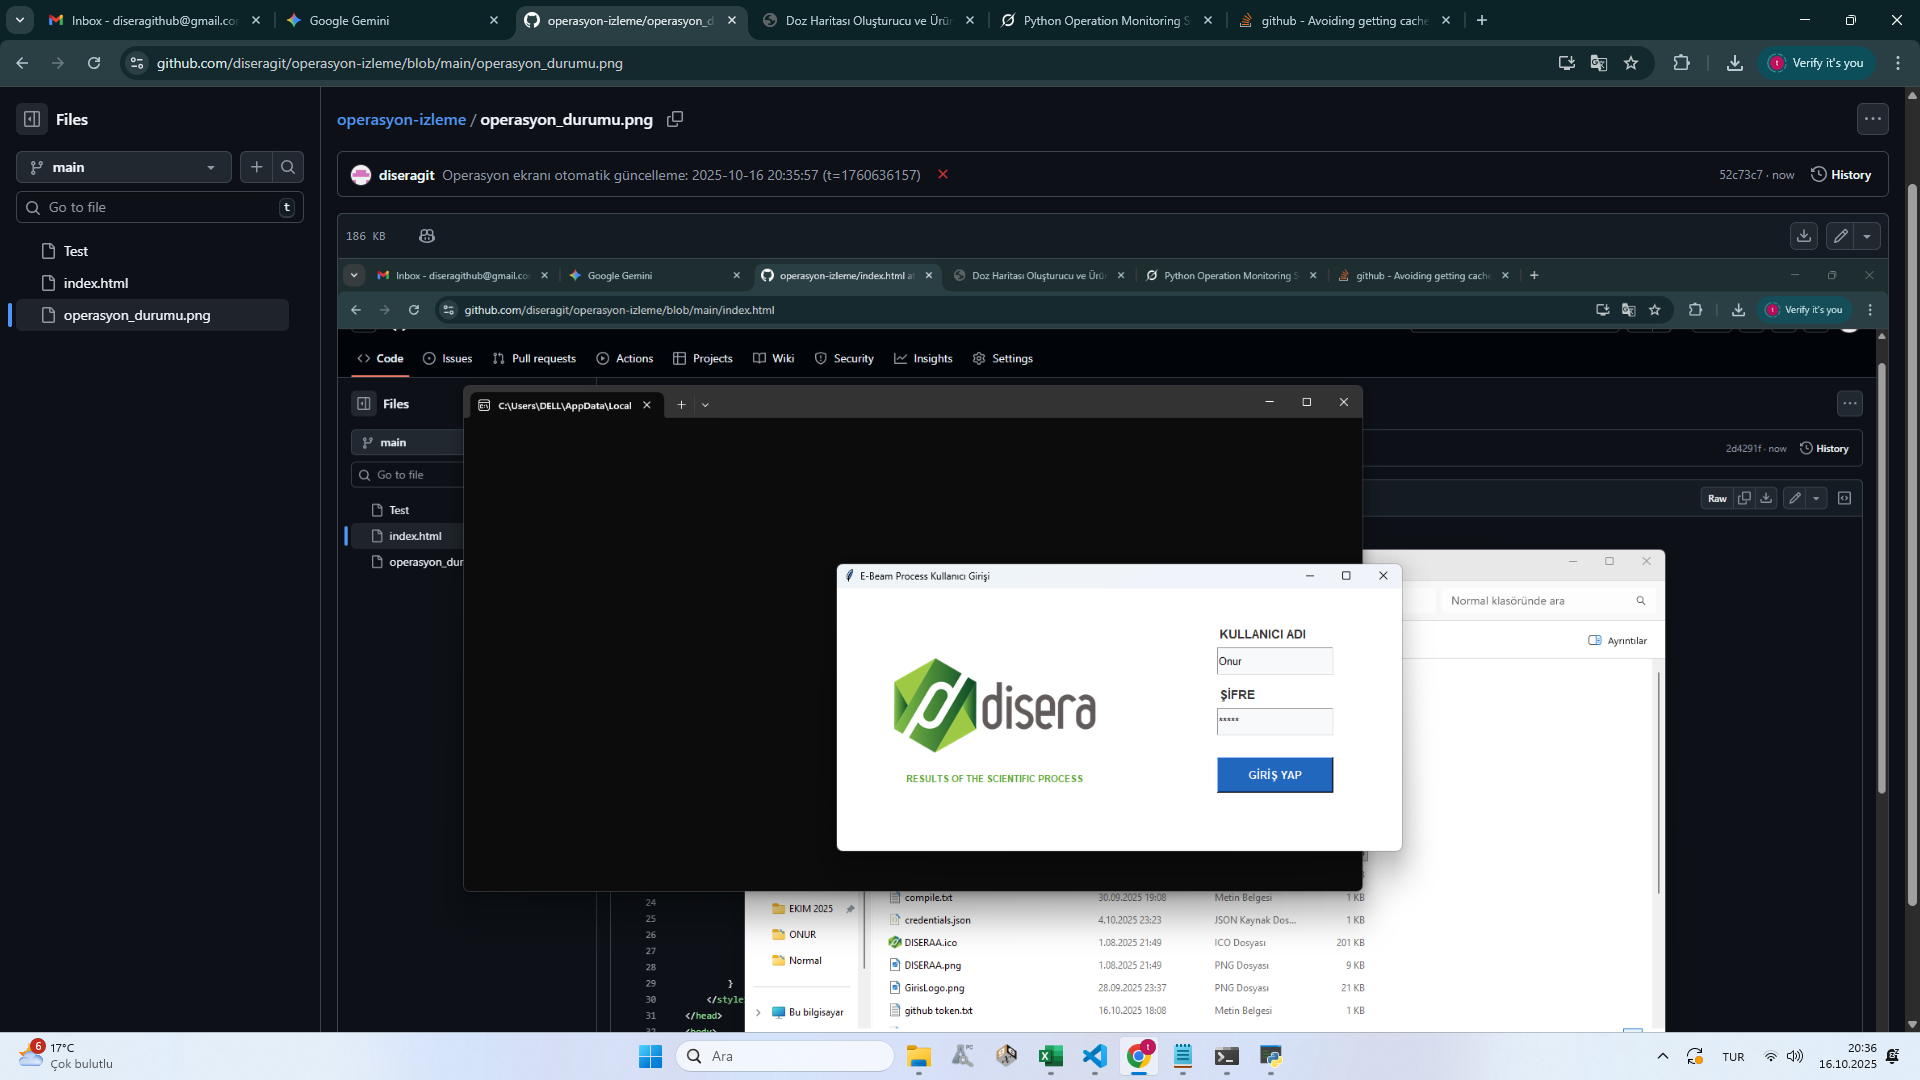 Inbox - diseragithub@gmail.co
Google Gemini
operasyon-izleme/operasyon_d
Doz Haritası Oluşturucu ve Ürün
Python Operation Monitoring S
github - Avoiding getting cache
github.com/diseragit/operasyon-izleme/blob/main/operasyon_durumu.png
Verify it's you
Files
operasyon-izleme / operasyon_durumu.png
main
diseragit Operasyon ekranı otomatik güncelleme: 2025-10-16 20:35:57 (t=1760636157)
52c73c7 · now
History
Go to file
t
186 KB
Test
index.html
operasyon_durumu.png
Inbox - diseragithub@gmail.co
Google Gemini
operasyon-izleme/index.html at
Doz Haritası Oluşturucu ve Ürün
Python Operation Monitoring S
github - Avoiding getting cache
github.com/diseragit/operasyon-izleme/blob/main/index.html
Verify it's you
Code
Issues
Pull requests
Actions
Projects
Wiki
Security
Insights
Settings
Files
C:\Users\DELL\AppData\Local
main
2d4291f · now
History
Go to file
Raw
Test
index.html
operasyon_dur
E-Beam Process Kullanıcı Girişi
Normal klasöründe ara
Ayrıntılar
KULLANICI ADI
Onur
ŞİFRE
*****
disera
RESULTS OF THE SCIENTIFIC PROCESS
GİRİŞ YAP
24
25
26
27
28
29 }
30 </style
31 </head>
32 <body>
EKIM 2025
ONUR
Normal
Bu bilgisayar
compile.txt 30.09.2025 19:08 Metin Belgesi 1 KB
credentials.json 4.10.2025 23:23 JSON Kaynak Dos... 1 KB
DISERAA.ico 1.08.2025 21:49 ICO Dosyası 201 KB
DISERAA.png 1.08.2025 21:49 PNG Dosyası 9 KB
GirisLogo.png 28.09.2025 23:37 PNG Dosyası 21 KB
github token.txt 16.10.2025 18:08 Metin Belgesi 1 KB
6
17°C
Çok bulutlu
Ara
TUR
20:36
16.10.2025